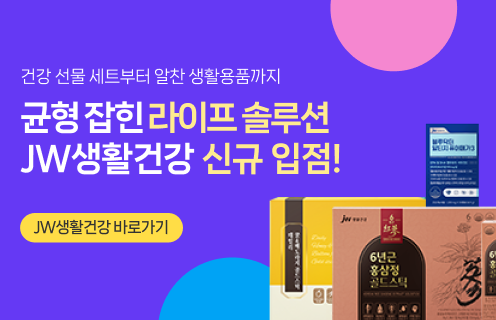 건강 선물 세트부터 알찬 생활용품까지
균형 잡힌 라이프 솔루션
JW생활건강 신규 입점!
JW생활건강 바로가기
6년근
홍삼정
골드스틱